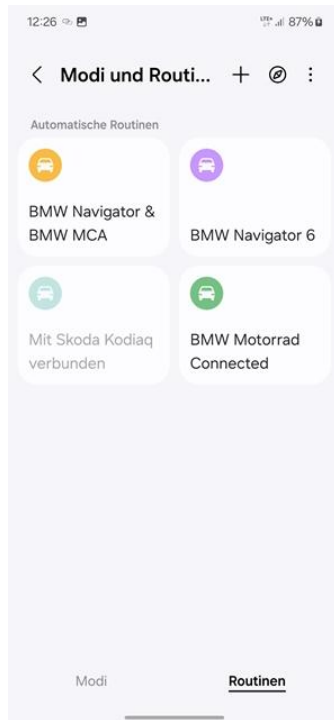 12:26
LTE+ 87%
Modi und Routi...
Automatische Routinen
BMW Navigator &
BMW MCA
BMW Navigator 6
Mit Skoda Kodiaq
verbunden
BMW Motorrad
Connected
Modi
Routinen